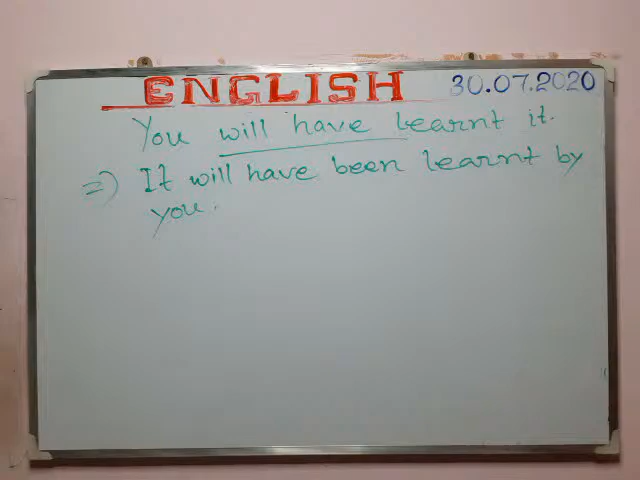 ENGLISH 30.07.2020
You will have learnt it.
=> It will have been learnt by
you.